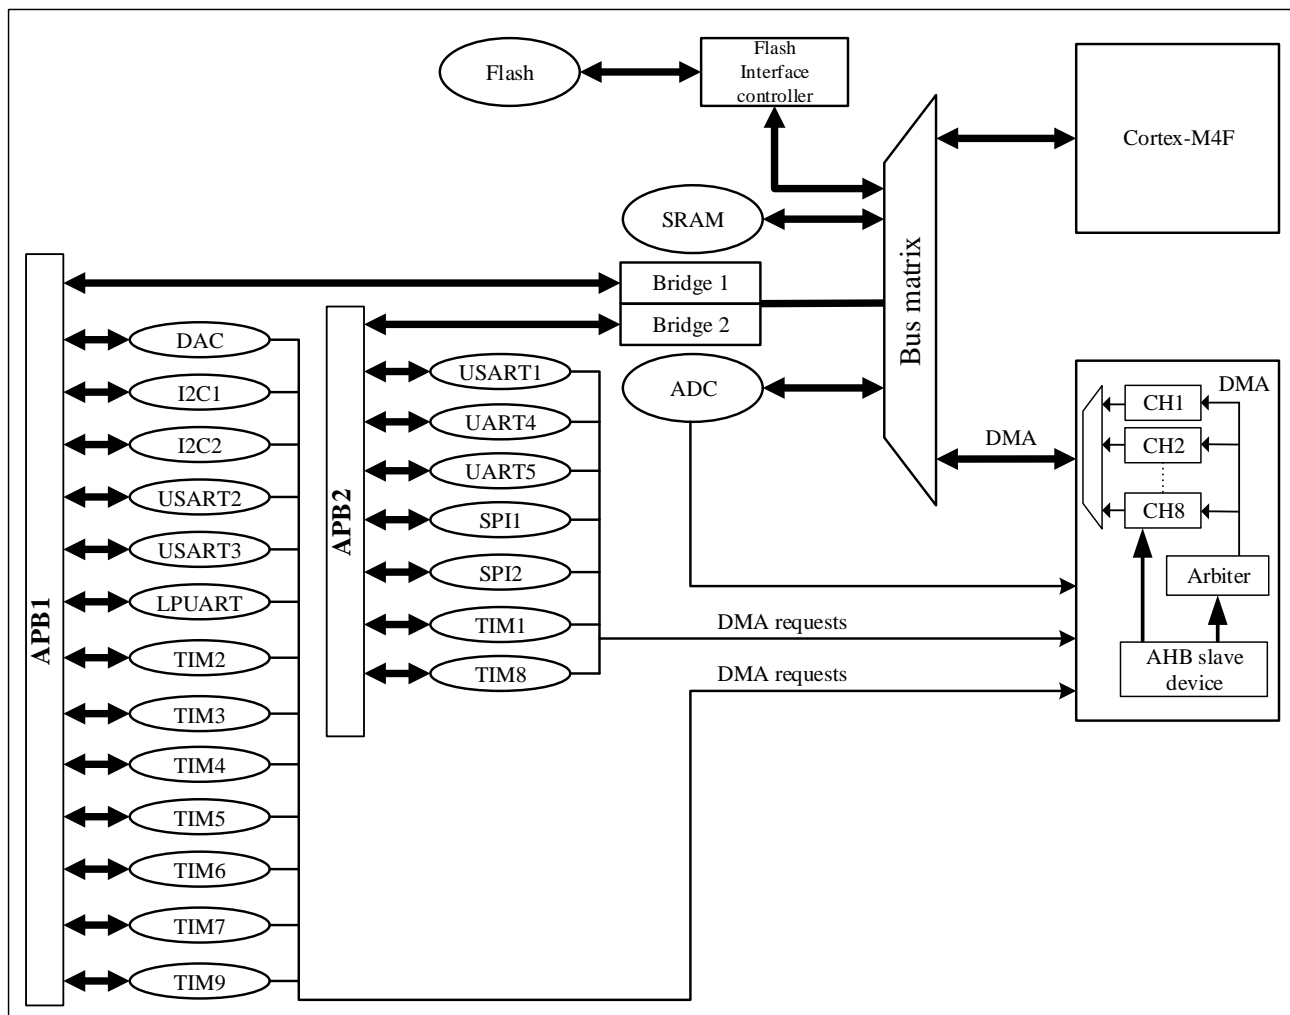 Flash
Flash
Interface
controller
Cortex-M4F
SRAM
Bus matrix
Bridge 1
Bridge 2
ADC
APB1
DAC
I2C1
I2C2
USART2
USART3
LPUART
TIM2
TIM3
TIM4
TIM5
TIM6
TIM7
TIM9
APB2
USART1
UART4
UART5
SPI1
SPI2
TIM1
TIM8
DMA
DMA requests
DMA requests
DMA
CH1
CH2
CH8
Arbiter
AHB slave
device